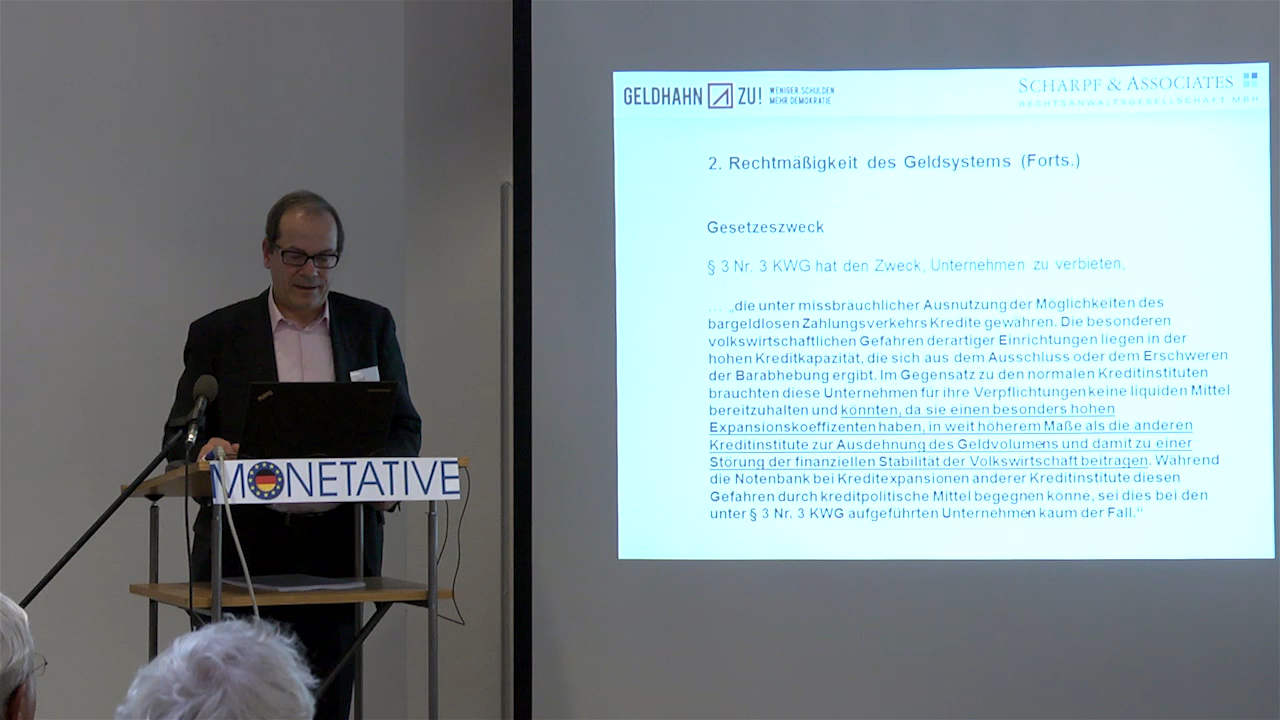 GELDHAHN ZU!
WENIGER SCHULDEN
MEHR DEMOKRATIE
SCHARPF & ASSOCIATES
RECHTSANWALTSGESELLSCHAFT MBH
2. Rechtmäßigkeit des Geldsystems (Forts.)
Gesetzeszweck
§ 3 Nr. 3 KWG hat den Zweck, Unternehmen zu verbieten,
... „die unter missbräuchlicher Ausnutzung der Möglichkeiten des
bargeldlosen Zahlungsverkehrs Kredite gewähren. Die besonderen
volkswirtschaftlichen Gefahren derartiger Einrichtungen liegen in der
hohen Kreditkapazität, die sich aus dem Ausschluss oder dem Erschweren
der Barabhebung ergibt. Im Gegensatz zu den normalen Kreditinstituten
brauchten diese Unternehmen für ihre Verpflichtungen keine liquiden Mittel
bereitzuhalten und könnten, da sie einen besonders hohen
Expansionskoeffizenten haben, in weit höherem Maße als die anderen
Kreditinstitute zur Ausdehnung des Geldvolumens und damit zu einer
Störung der finanziellen Stabilität der Volkswirtschaft beitragen. Während
die Notenbank bei Kreditexpansionen anderer Kreditinstitute diesen
Gefahren durch kreditpolitische Mittel begegnen könne, sei dies bei den
unter § 3 Nr. 3 KWG aufgeführten Unternehmen kaum der Fall.“
MONETATIVE